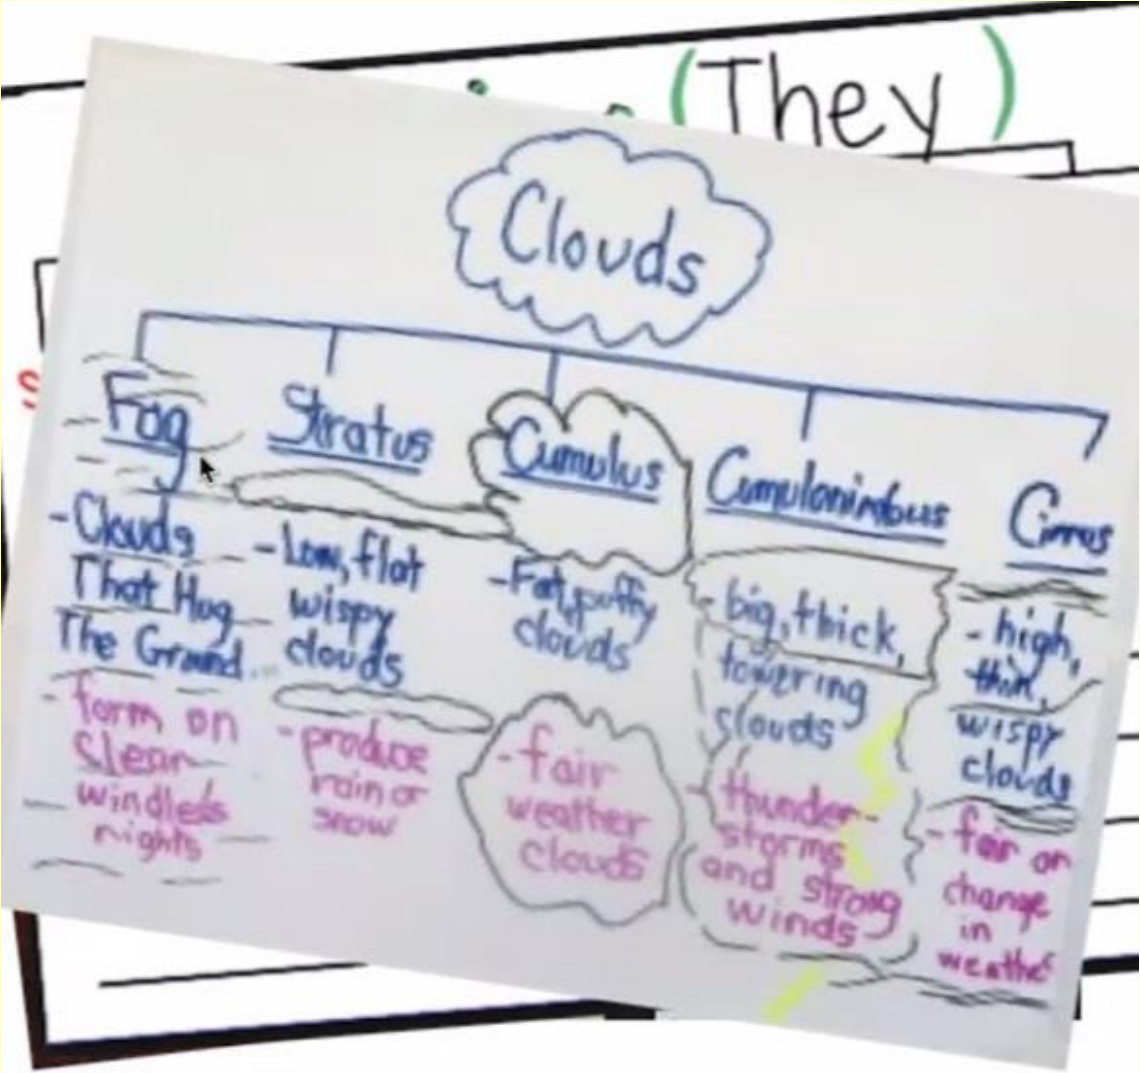 (They)
Clouds
Fog
-Clouds
That Hug
The Ground
-form on
Clear
windless
nights
Stratus
-Low, flat
wispy
clouds
-produce
rain or
snow
Cumulus
-Fat, puffy
clouds
-fair
weather
clouds
Cumulonimbus
-big, thick,
towering
clouds
-thunder-
storms
and strong
winds
Cirrus
-high,
thin,
wispy
clouds
-fair or
change
in
weather